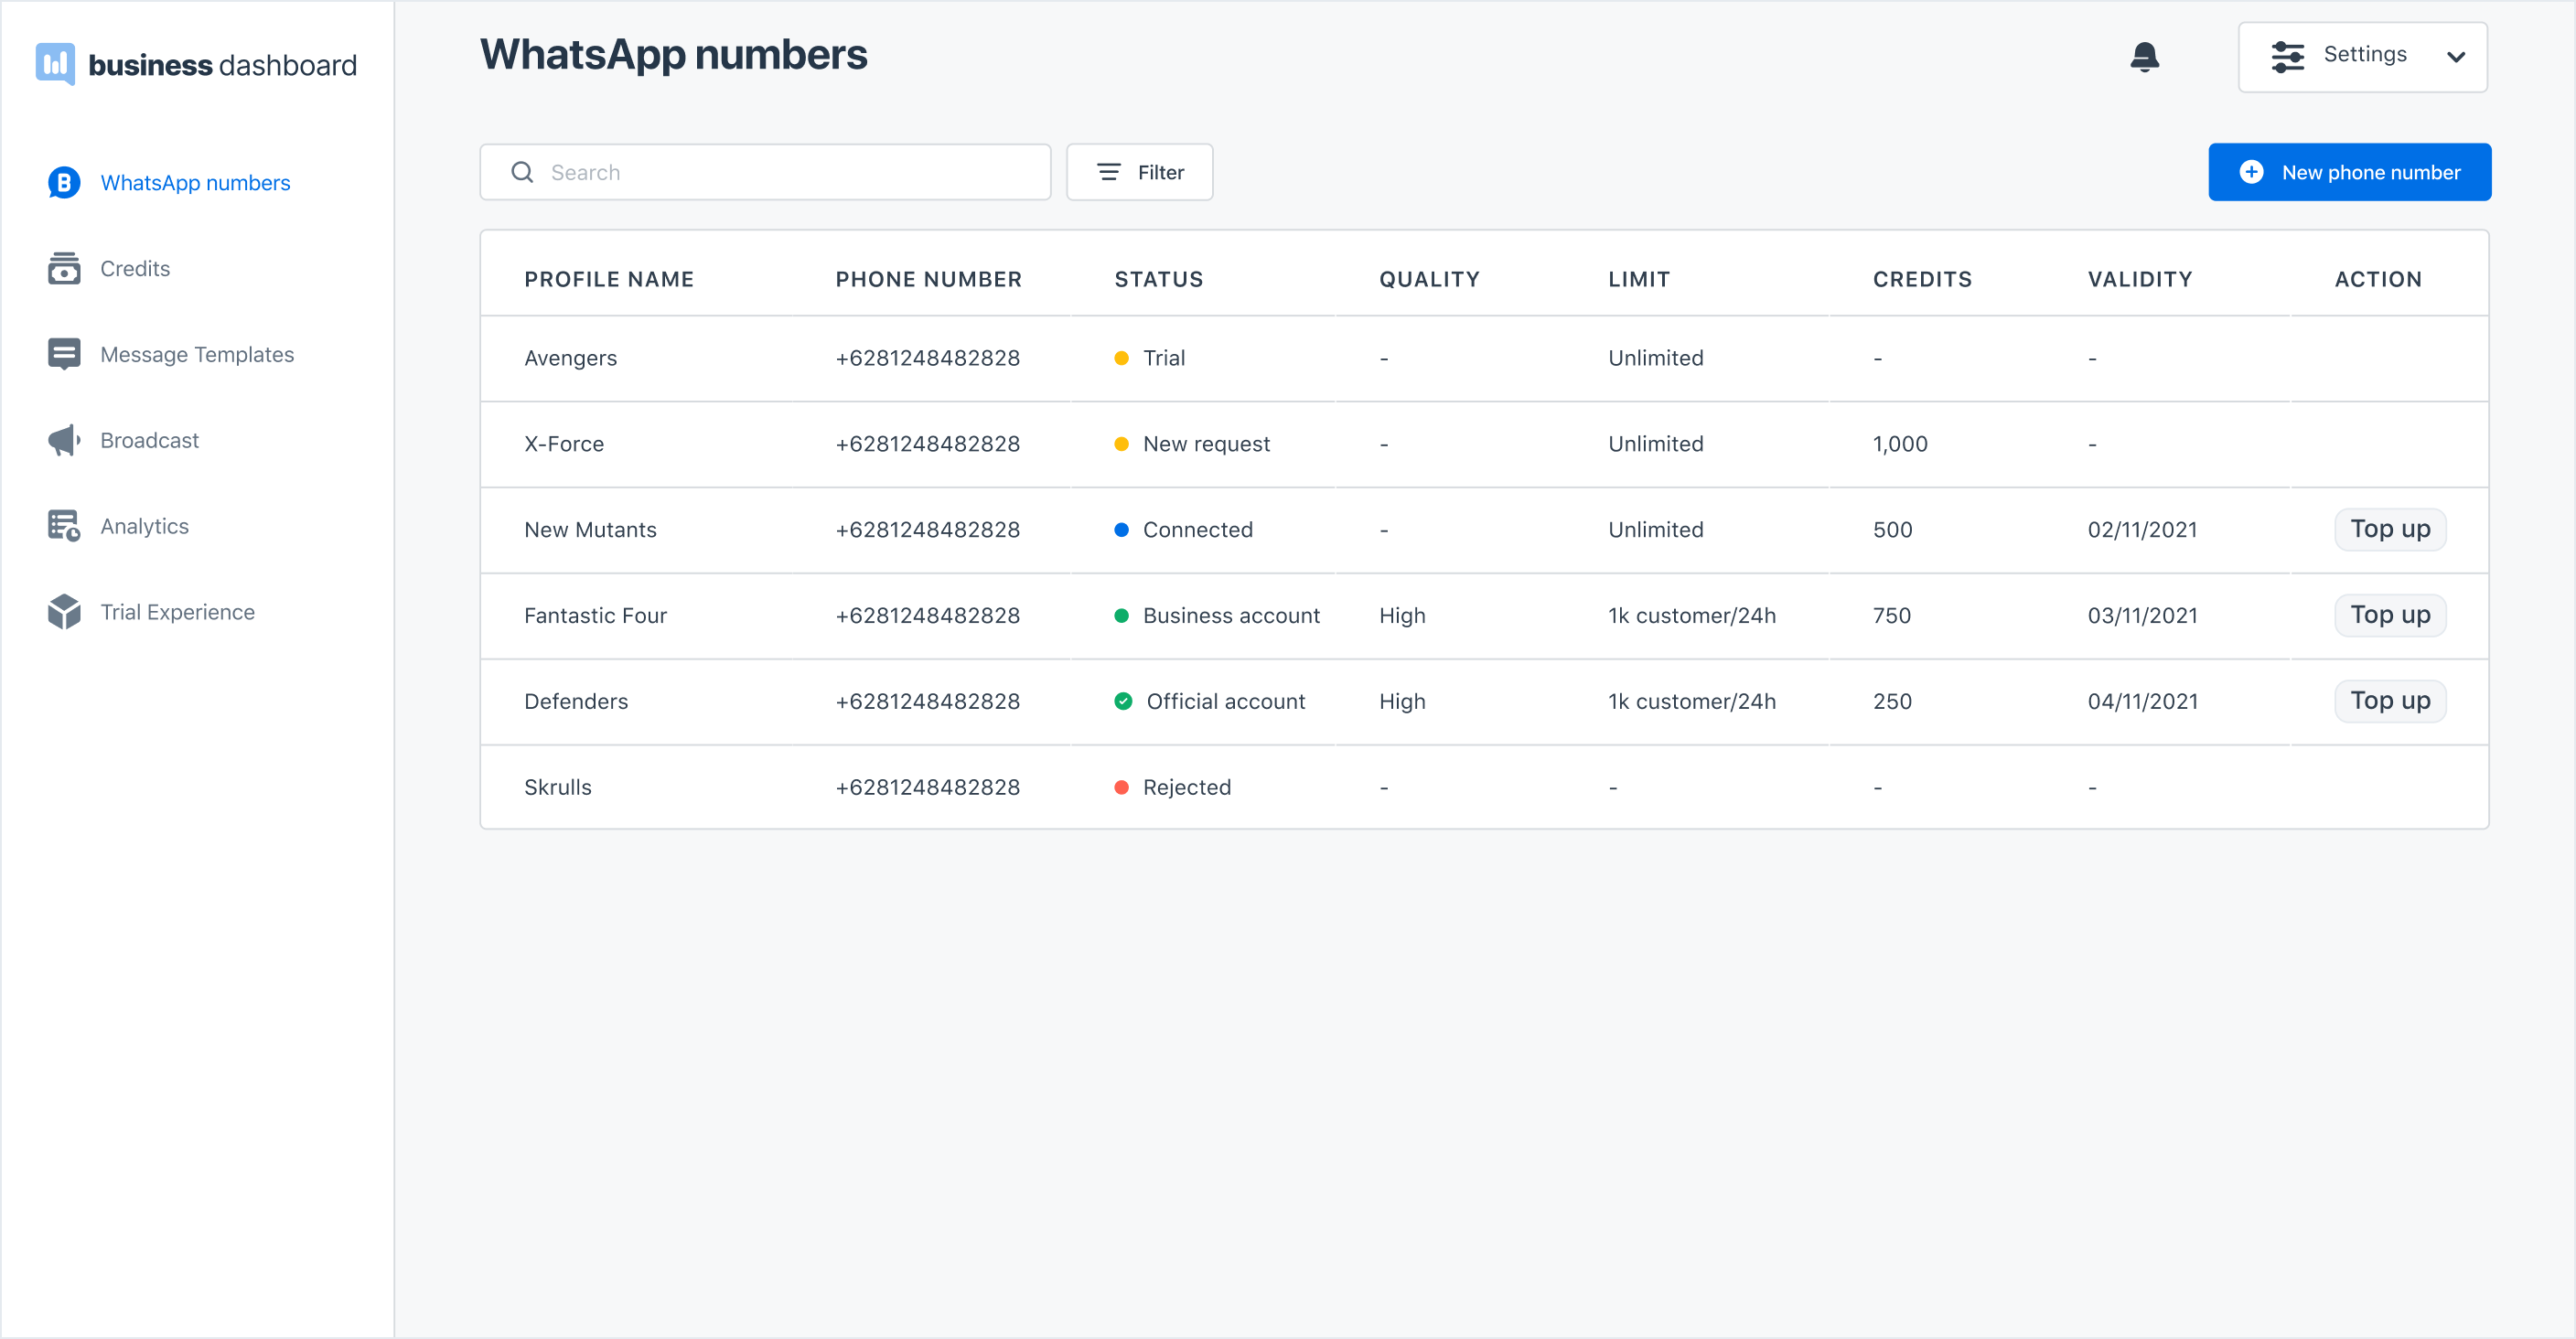 business dashboard
WhatsApp numbers
Credits
Message Templates
Broadcast
Analytics
Trial Experience
WhatsApp numbers
Settings
Search
Filter
New phone number
PROFILE NAME PHONE NUMBER STATUS QUALITY LIMIT CREDITS VALIDITY ACTION
Avengers +6281248482828 Trial - Unlimited - -
X-Force +6281248482828 New request - Unlimited 1,000 -
New Mutants +6281248482828 Connected - Unlimited 500 02/11/2021 Top up
Fantastic Four +6281248482828 Business account High 1k customer/24h 750 03/11/2021 Top up
Defenders +6281248482828 Official account High 1k customer/24h 250 04/11/2021 Top up
Skrulls +6281248482828 Rejected - - - -